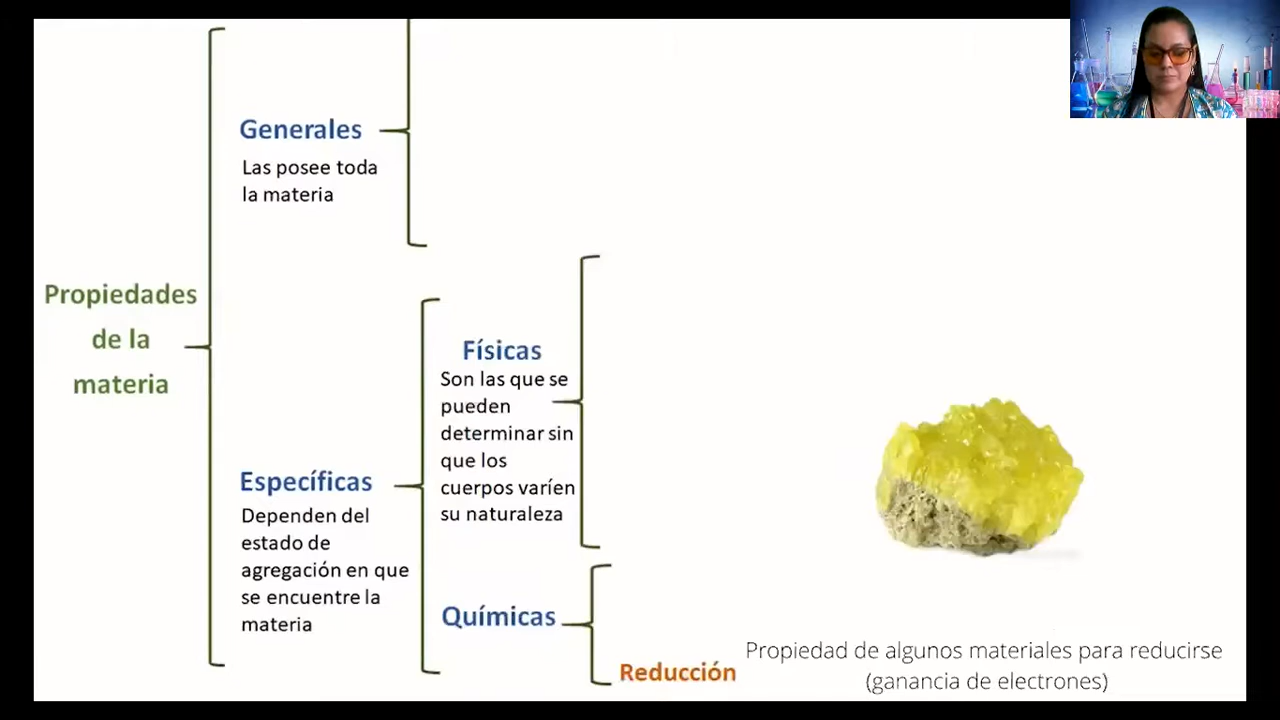 Generales
Las posee toda
la materia
Propiedades
de la
materia
Específicas
Dependen del
estado de
agregación en que
se encuentre la
materia
Físicas
Son las que se
pueden
determinar sin
que los
cuerpos varíen
su naturaleza
Químicas
Reducción
Propiedad de algunos materiales para reducirse
(ganancia de electrones)